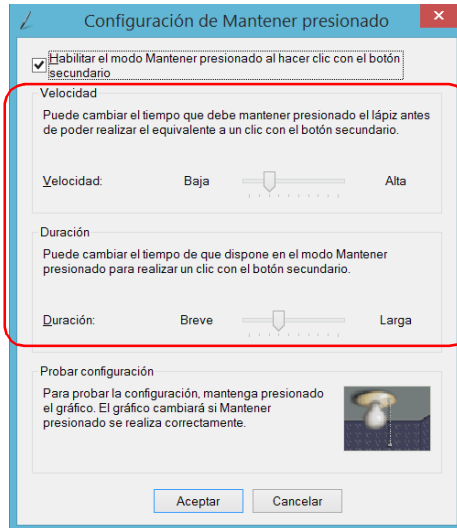 Configuración de Mantener presionado
Habilitar el modo Mantener presionado al hacer clic con el botón
secundario
Velocidad
Puede cambiar el tiempo que debe mantener presionado el lápiz antes
de poder realizar el equivalente a un clic con el botón secundario.
Velocidad: Baja Alta
Duración
Puede cambiar el tiempo de que dispone en el modo Mantener
presionado para realizar un clic con el botón secundario.
Duración: Breve Larga
Probar configuración
Para probar la configuración, mantenga presionado
el gráfico. El gráfico cambiará si Mantener
presionado se realiza correctamente.
Aceptar Cancelar